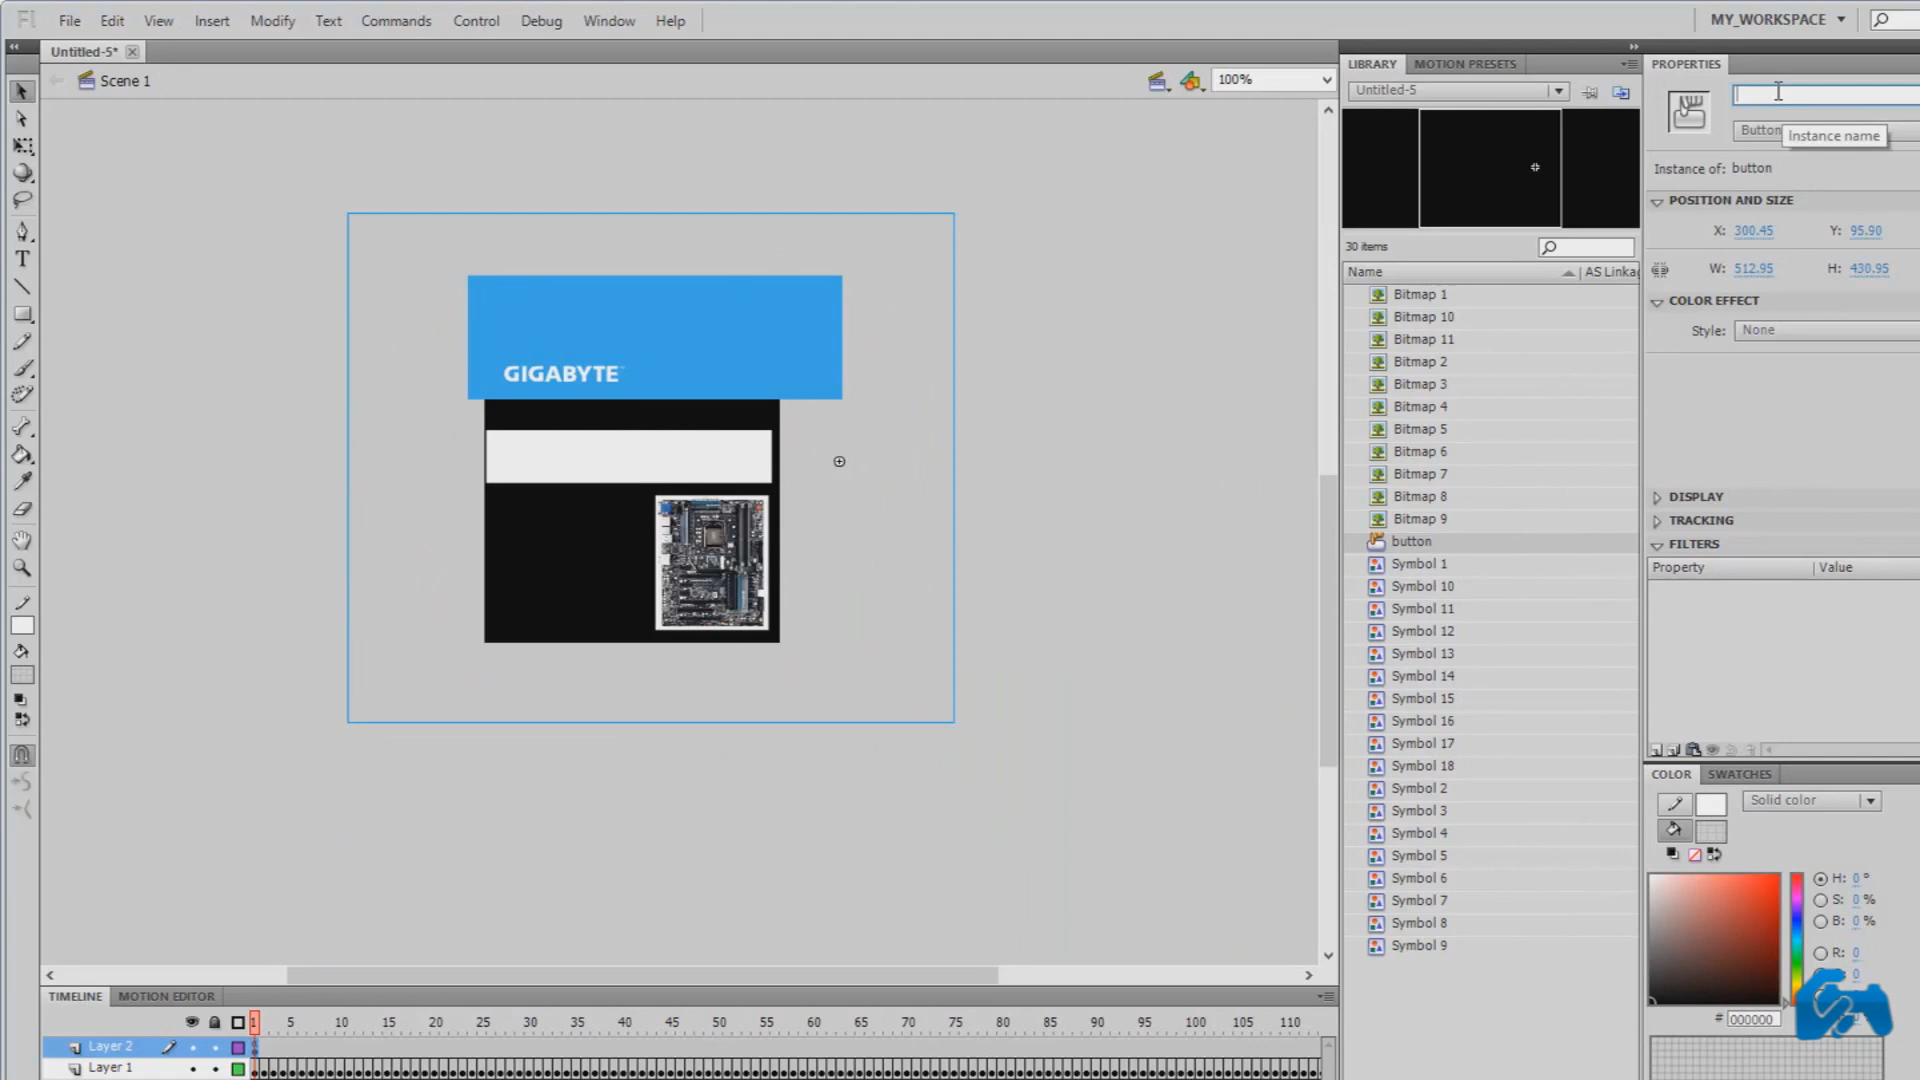 Fl File Edit View Insert Modify Text Commands Control Debug Window Help MY_WORKSPACE
Untitled-5*
Scene 1
100%
GIGABYTE
LIBRARY MOTION PRESETS
Untitled-5
30 items
Name AS Linkag
Bitmap 1
Bitmap 10
Bitmap 11
Bitmap 2
Bitmap 3
Bitmap 4
Bitmap 5
Bitmap 6
Bitmap 7
Bitmap 8
Bitmap 9
button
Symbol 1
Symbol 10
Symbol 11
Symbol 12
Symbol 13
Symbol 14
Symbol 15
Symbol 16
Symbol 17
Symbol 18
Symbol 2
Symbol 3
Symbol 4
Symbol 5
Symbol 6
Symbol 7
Symbol 8
Symbol 9
PROPERTIES
Button
Instance name
Instance of: button
POSITION AND SIZE
X: 300.45 Y: 95.90
W: 512.95 H: 430.95
COLOR EFFECT
Style: None
DISPLAY
TRACKING
FILTERS
Property Value
COLOR SWATCHES
Solid color
H: 0 °
S: 0 %
B: 0 %
R: 0
0
# 000000
TIMELINE MOTION EDITOR
1 5 10 15 20 25 30 35 40 45 50 55 60 65 70 75 80 85 90 95 100 105 110
Layer 2
Layer 1